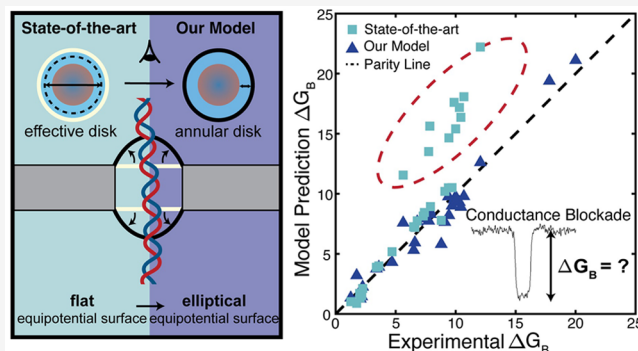 State-of-the-art
Our Model
effective disk
annular disk
flat
elliptical
equipotential surface
equipotential surface
Model Prediction ΔG_B
25
20
15
10
5
0
State-of-the-art
Our Model
Parity Line
Conductance Blockade
ΔG_B = ?
0 5 10 15 20 25
Experimental ΔG_B